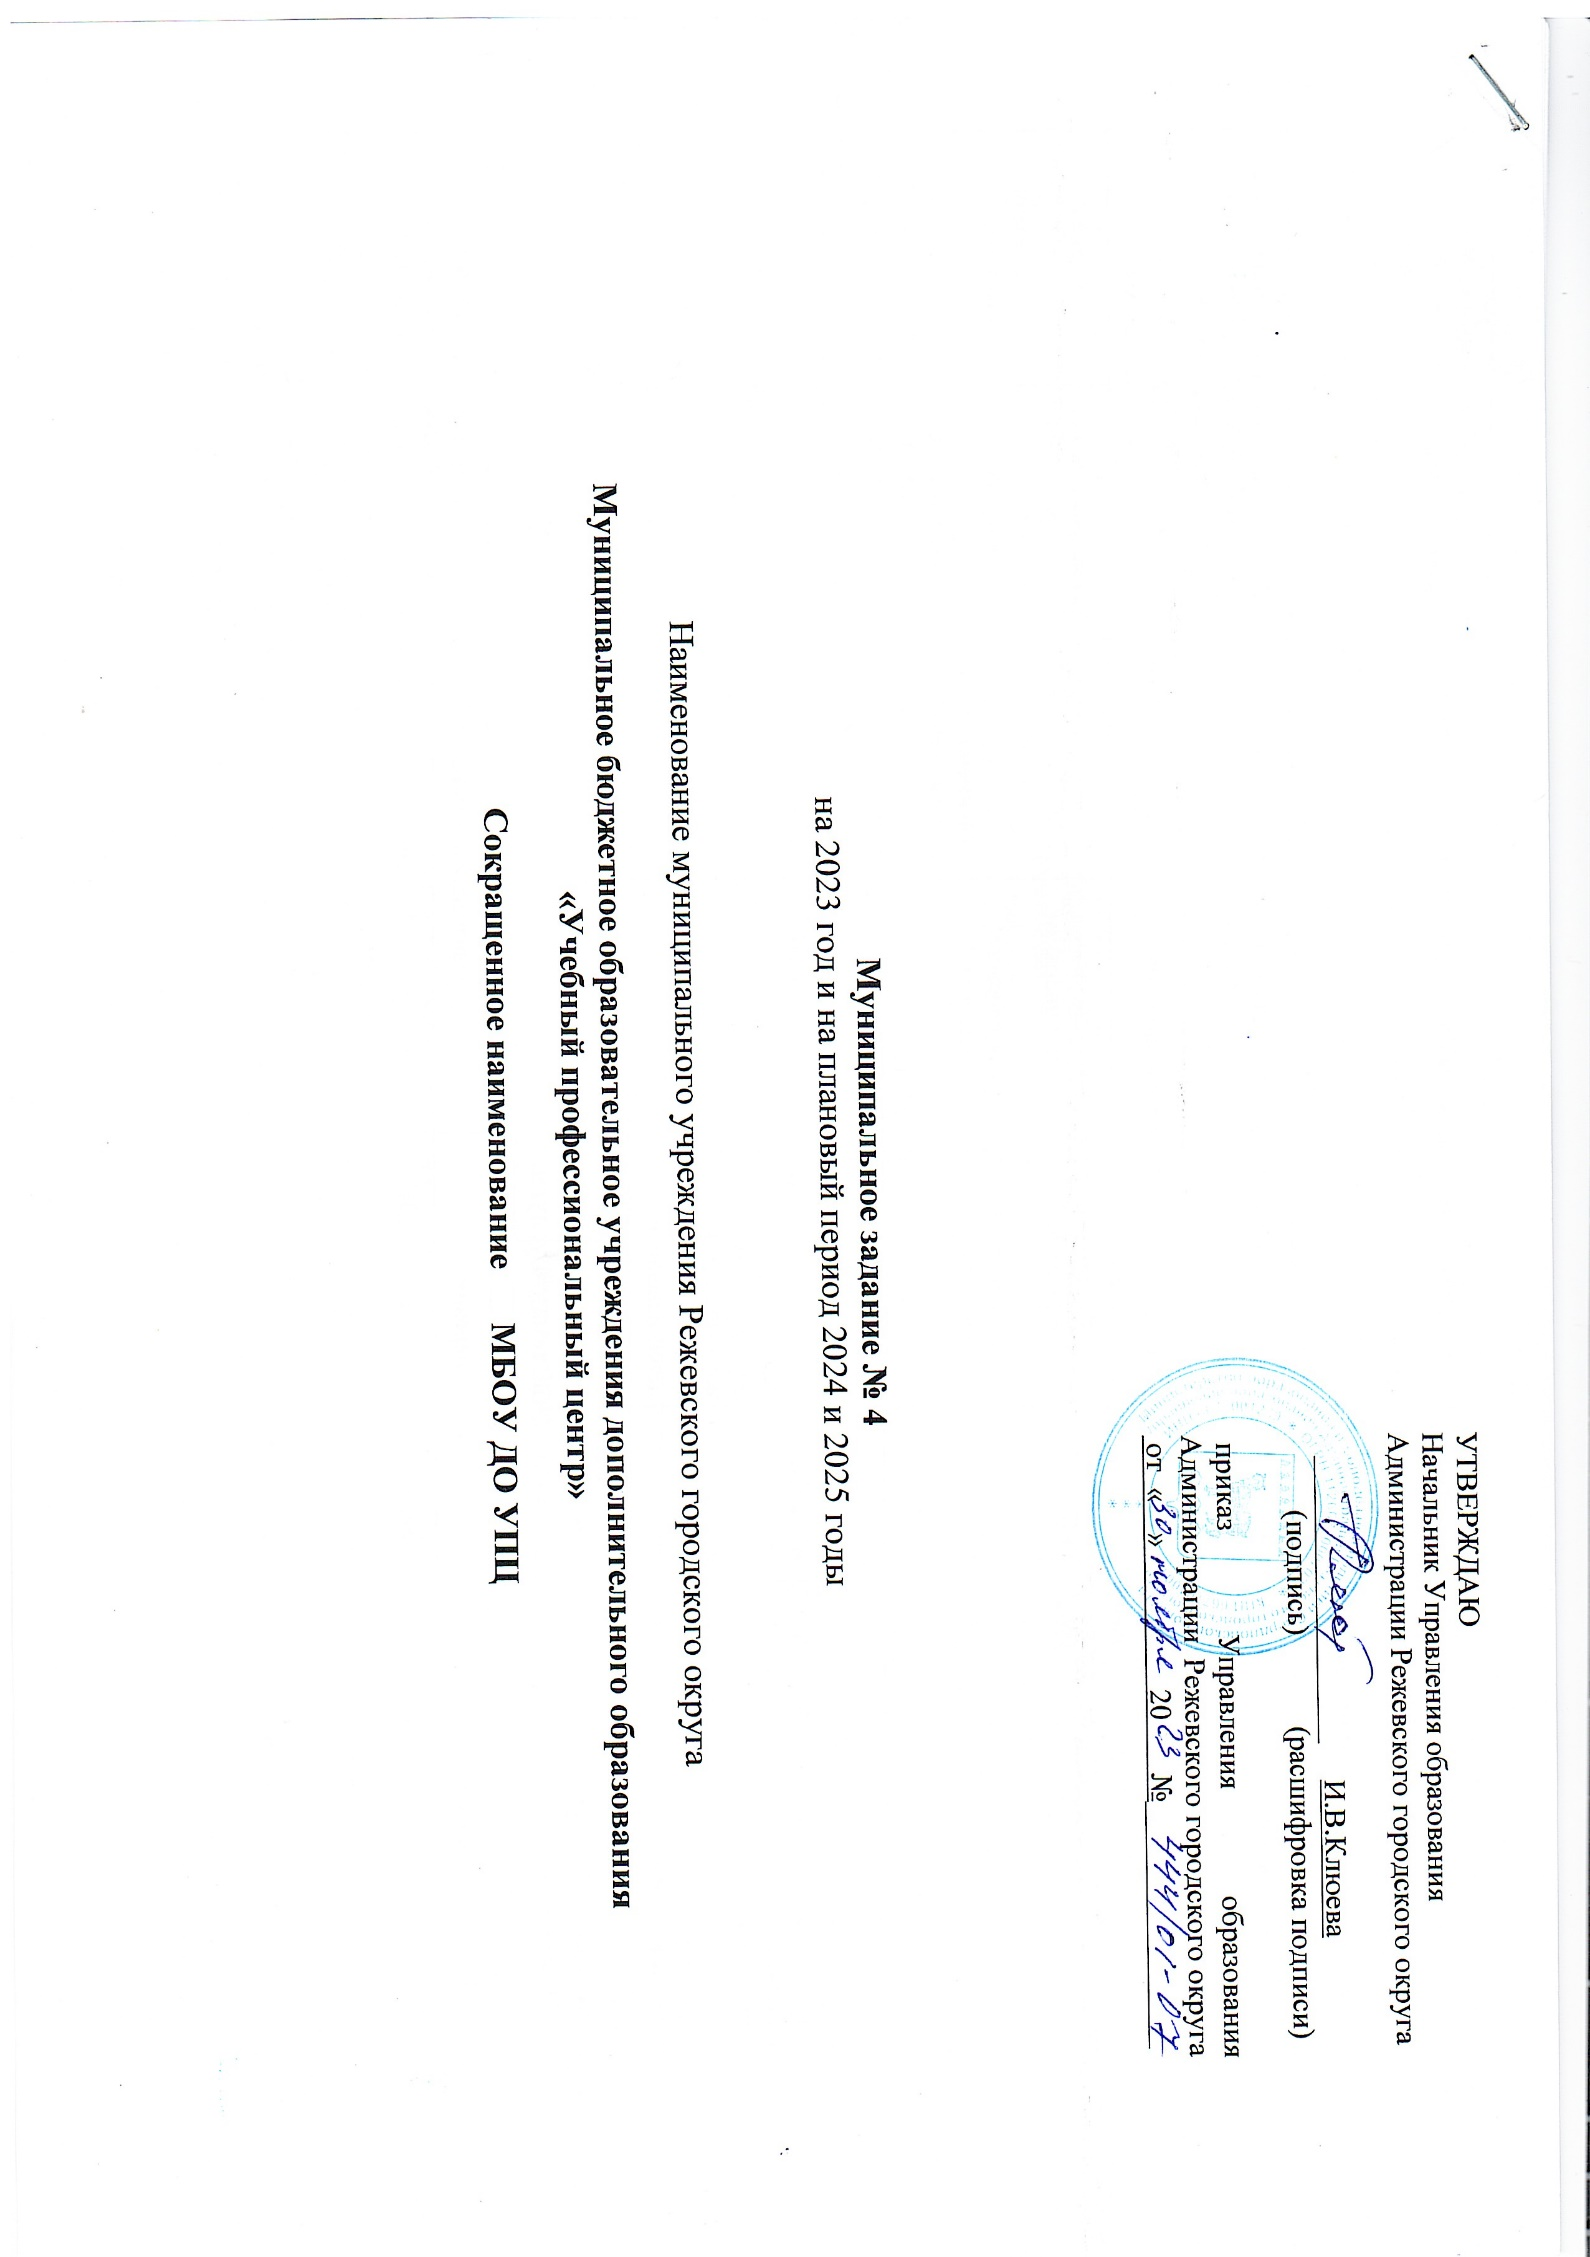 УТВЕРЖДАЮ
Начальник Управления образования
Администрации Режевского городского округа
И.В.Клюева
(подпись) (расшифровка подписи)
приказ Управления образования
Администрации Режевского городского округа
от «30» ноября 2023 № 444/01-07
Муниципальное задание № 4
на 2023 год и на плановый период 2024 и 2025 годы
Наименование муниципального учреждения Режевского городского округа
Муниципальное бюджетное образовательное учреждения дополнительного образования
«Учебный профессиональный центр»
Сокращенное наименование МБОУ ДО УПЦ